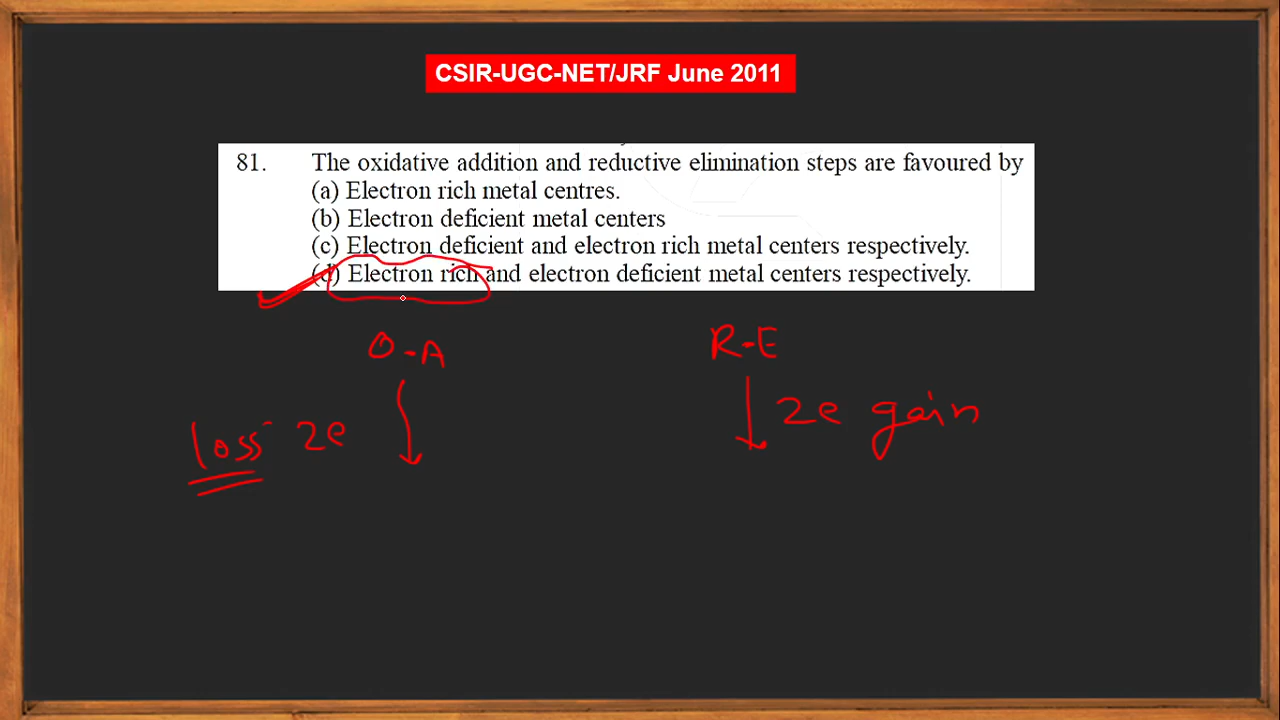 CSIR-UGC-NET/JRF June 2011
81. The oxidative addition and reductive elimination steps are favoured by
(a) Electron rich metal centres.
(b) Electron deficient metal centers
(c) Electron deficient and electron rich metal centers respectively.
(d) Electron rich and electron deficient metal centers respectively.
O-A R-E
loss 2e 2e gain